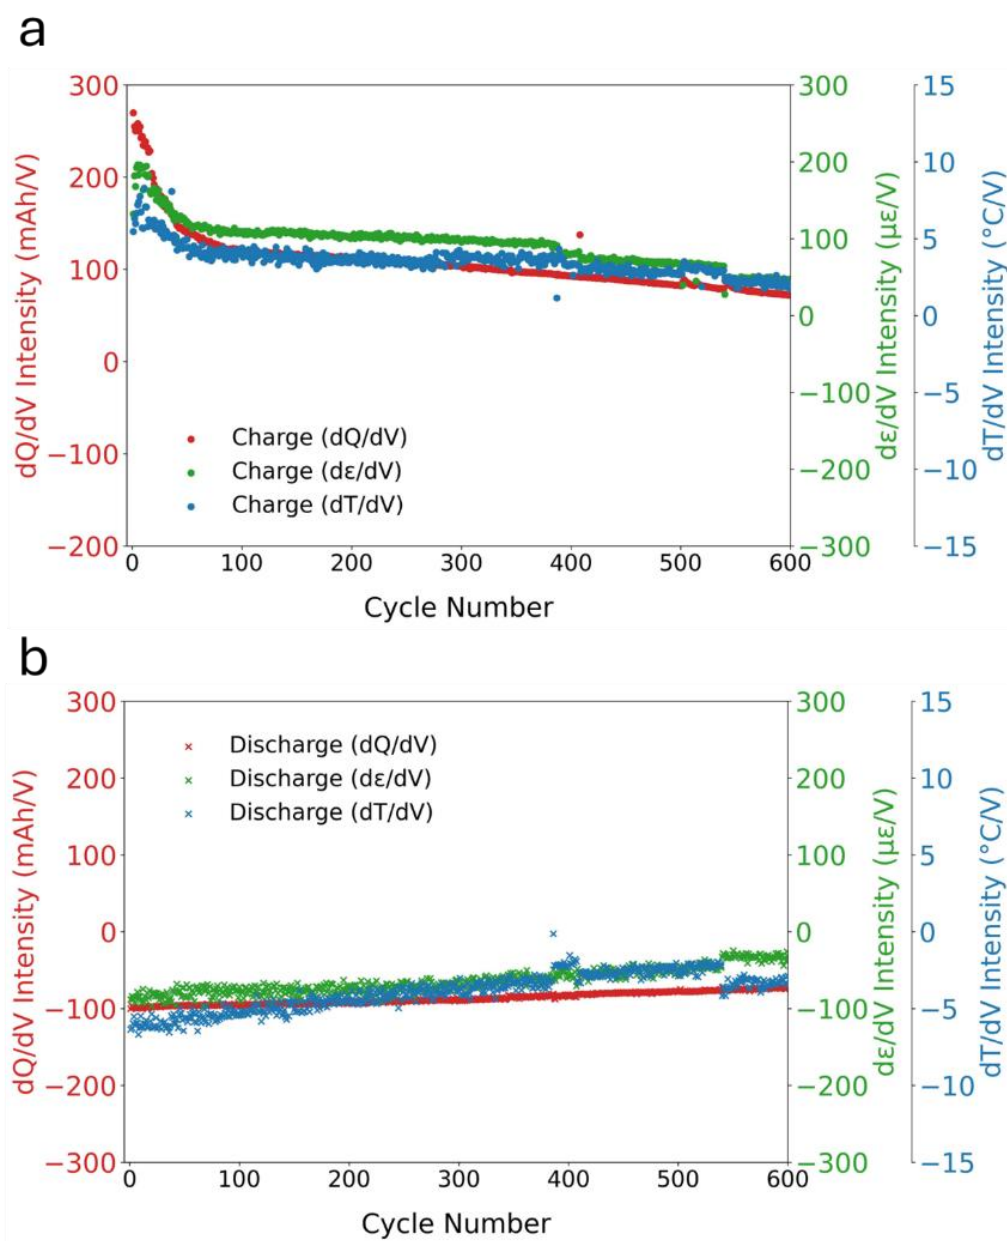 a
300
200
100
0
−100
−200
dQ/dV Intensity (mAh/V)
Charge (dQ/dV)
Charge (dε/dV)
Charge (dT/dV)
300
200
100
0
−100
−200
−300
dε/dV Intensity (με/V)
15
10
5
0
−5
−10
−15
dT/dV Intensity (°C/V)
0 100 200 300 400 500 600
Cycle Number
b
300
200
100
0
−100
−200
−300
dQ/dV Intensity (mAh/V)
Discharge (dQ/dV)
Discharge (dε/dV)
Discharge (dT/dV)
300
200
100
0
−100
−200
−300
dε/dV Intensity (με/V)
15
10
5
0
−5
−10
−15
dT/dV Intensity (°C/V)
0 100 200 300 400 500 600
Cycle Number